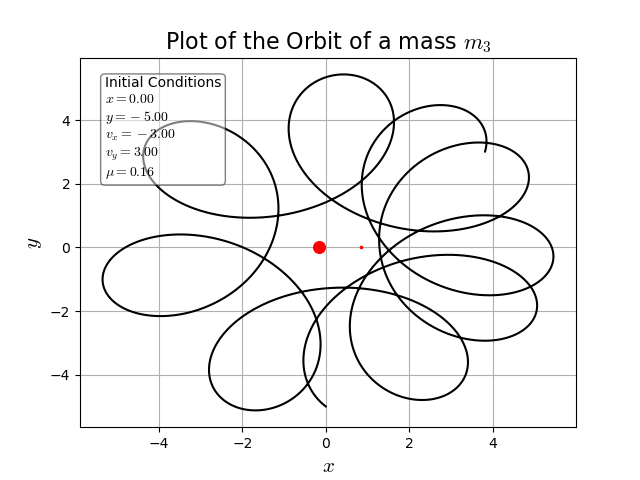 Plot of the Orbit of a mass m₃
Initial Conditions
x = 0.00
y = −5.00
vₓ = −3.00
v_y = 3.00
μ = 0.16
4
2
0
−2
−4
y
−4
−2
0
2
4
x